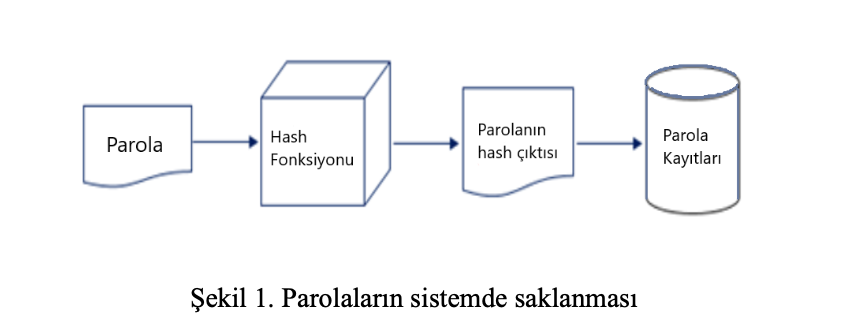 Parola
Hash
Fonksiyonu
Parolanın
hash çıktısı
Parola
Kayıtları
Şekil 1. Parolaların sistemde saklanması